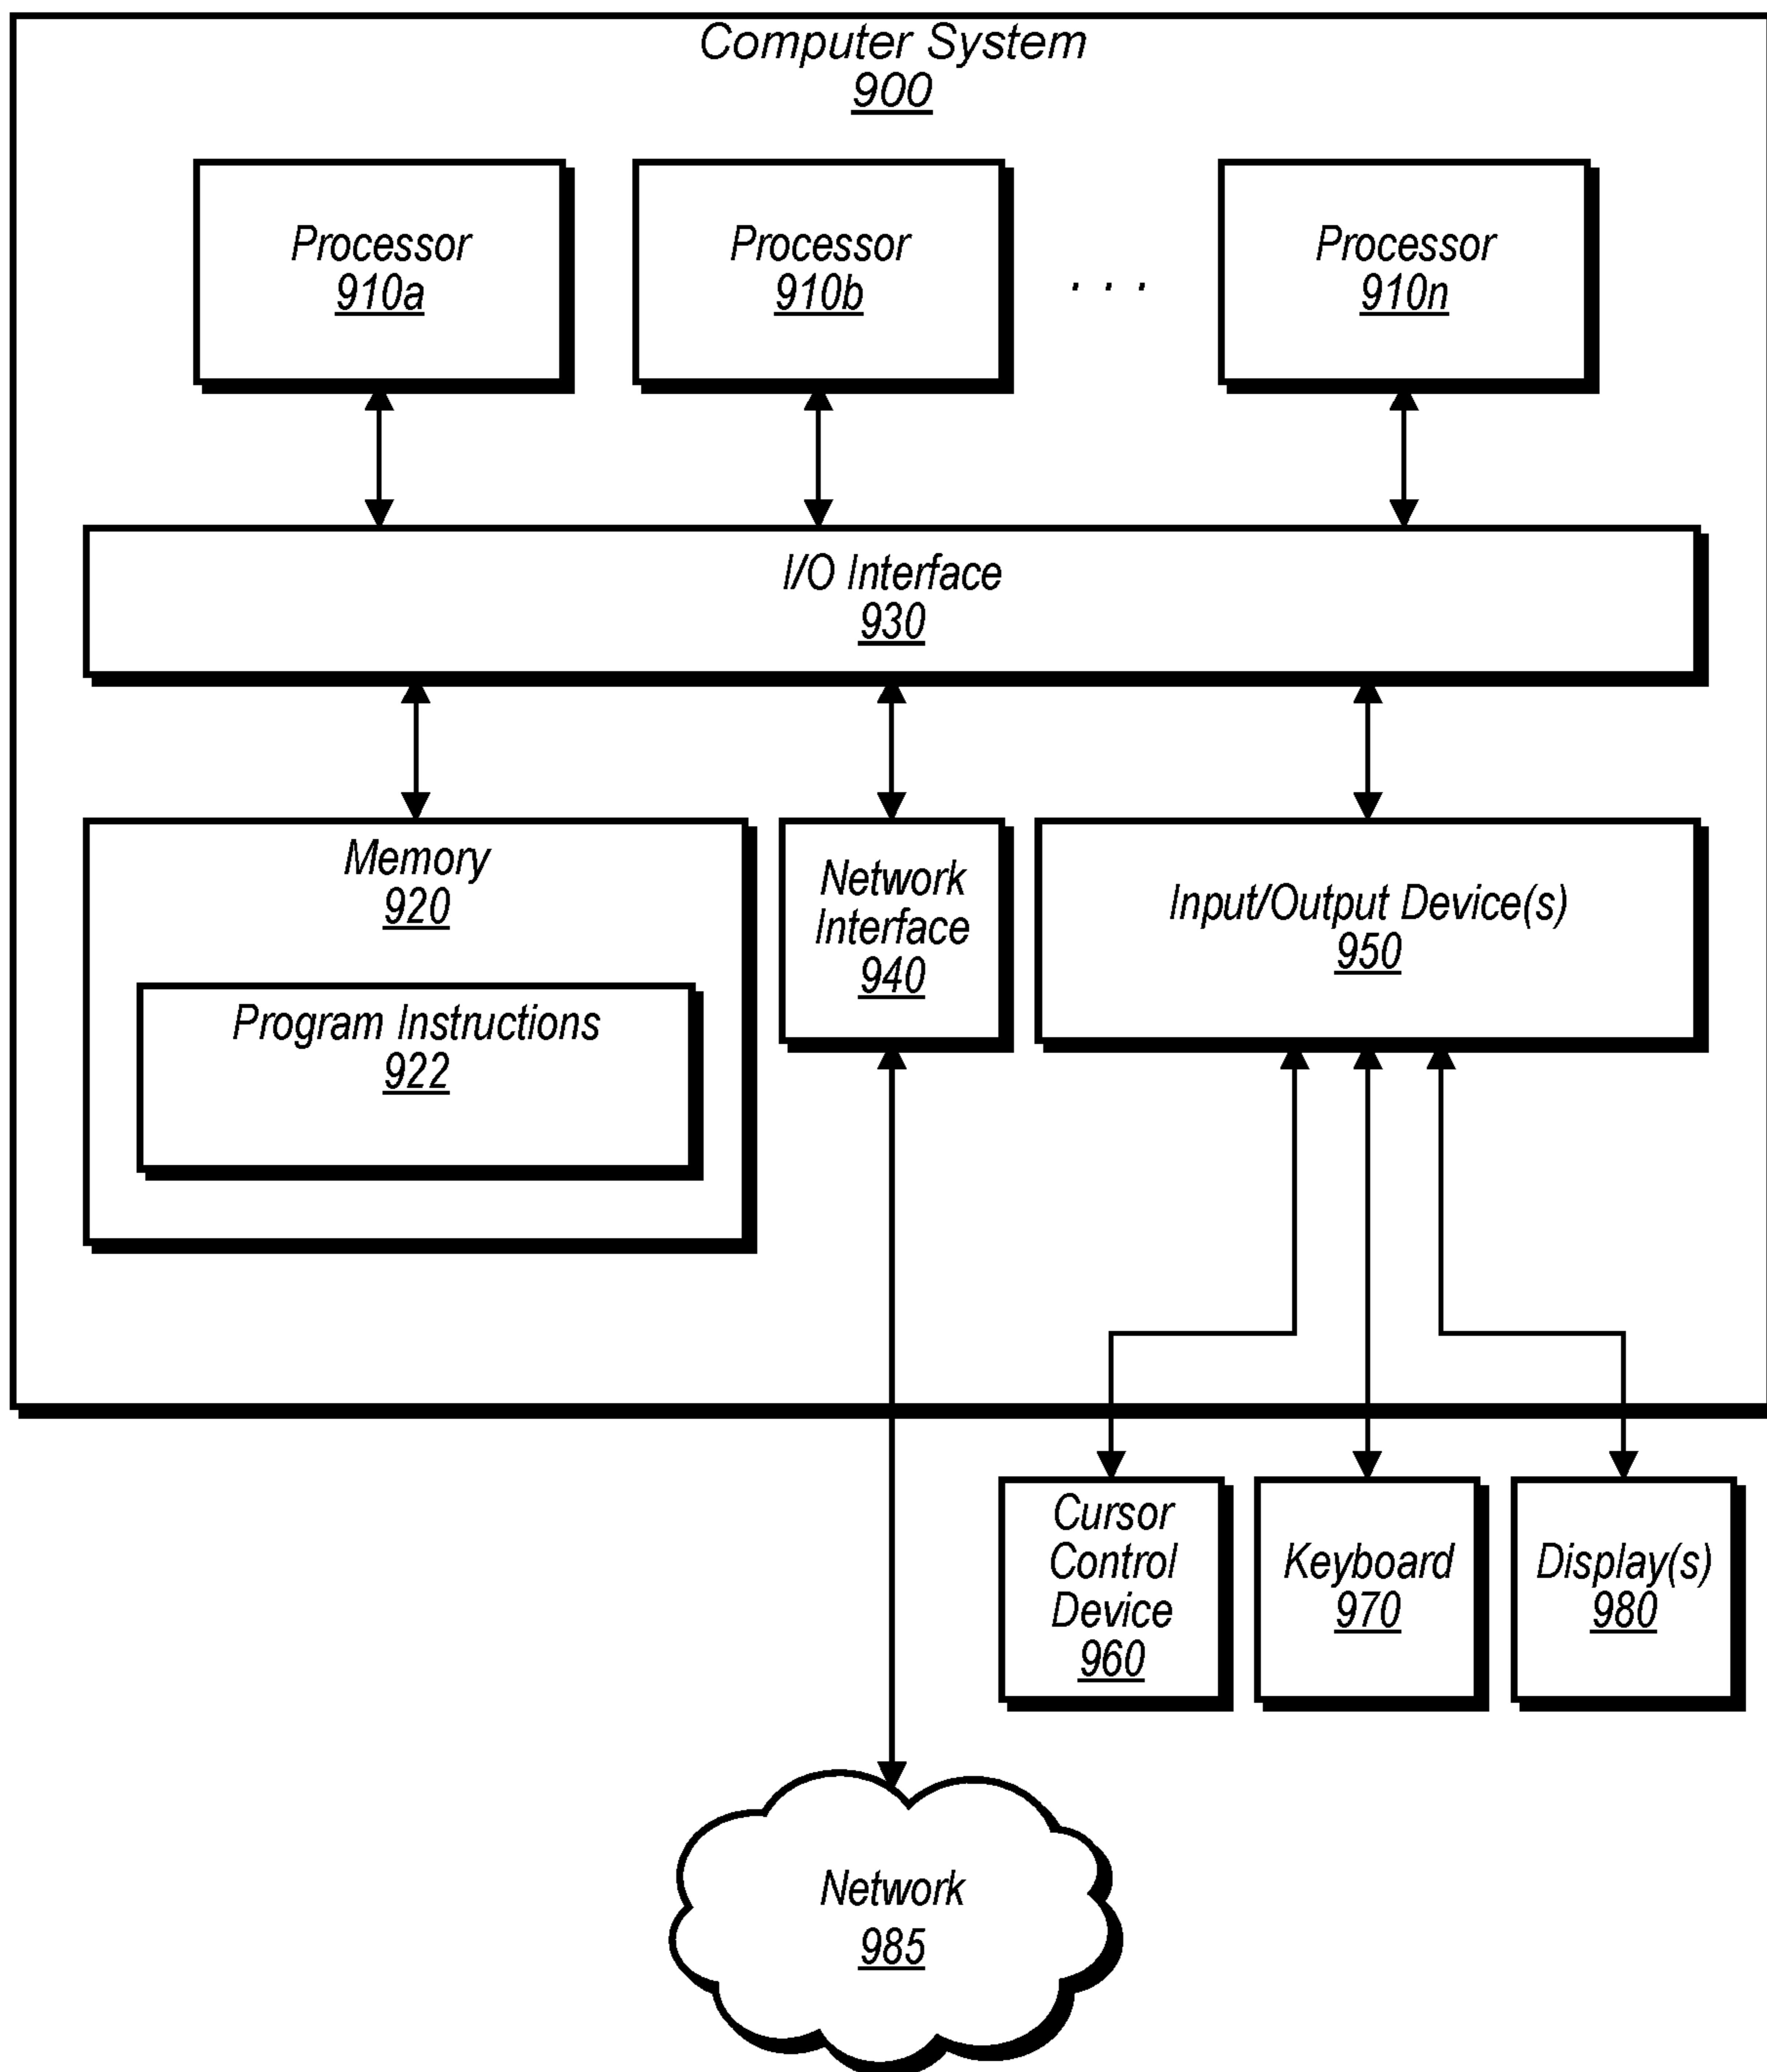 Computer System
900
Processor
910a
Processor
910b
. . .
Processor
910n
I/O Interface
930
Memory
920
Program Instructions
922
Network
Interface
940
Input/Output Device(s)
950
Cursor
Control
Device
960
Keyboard
970
Display(s)
980
Network
985